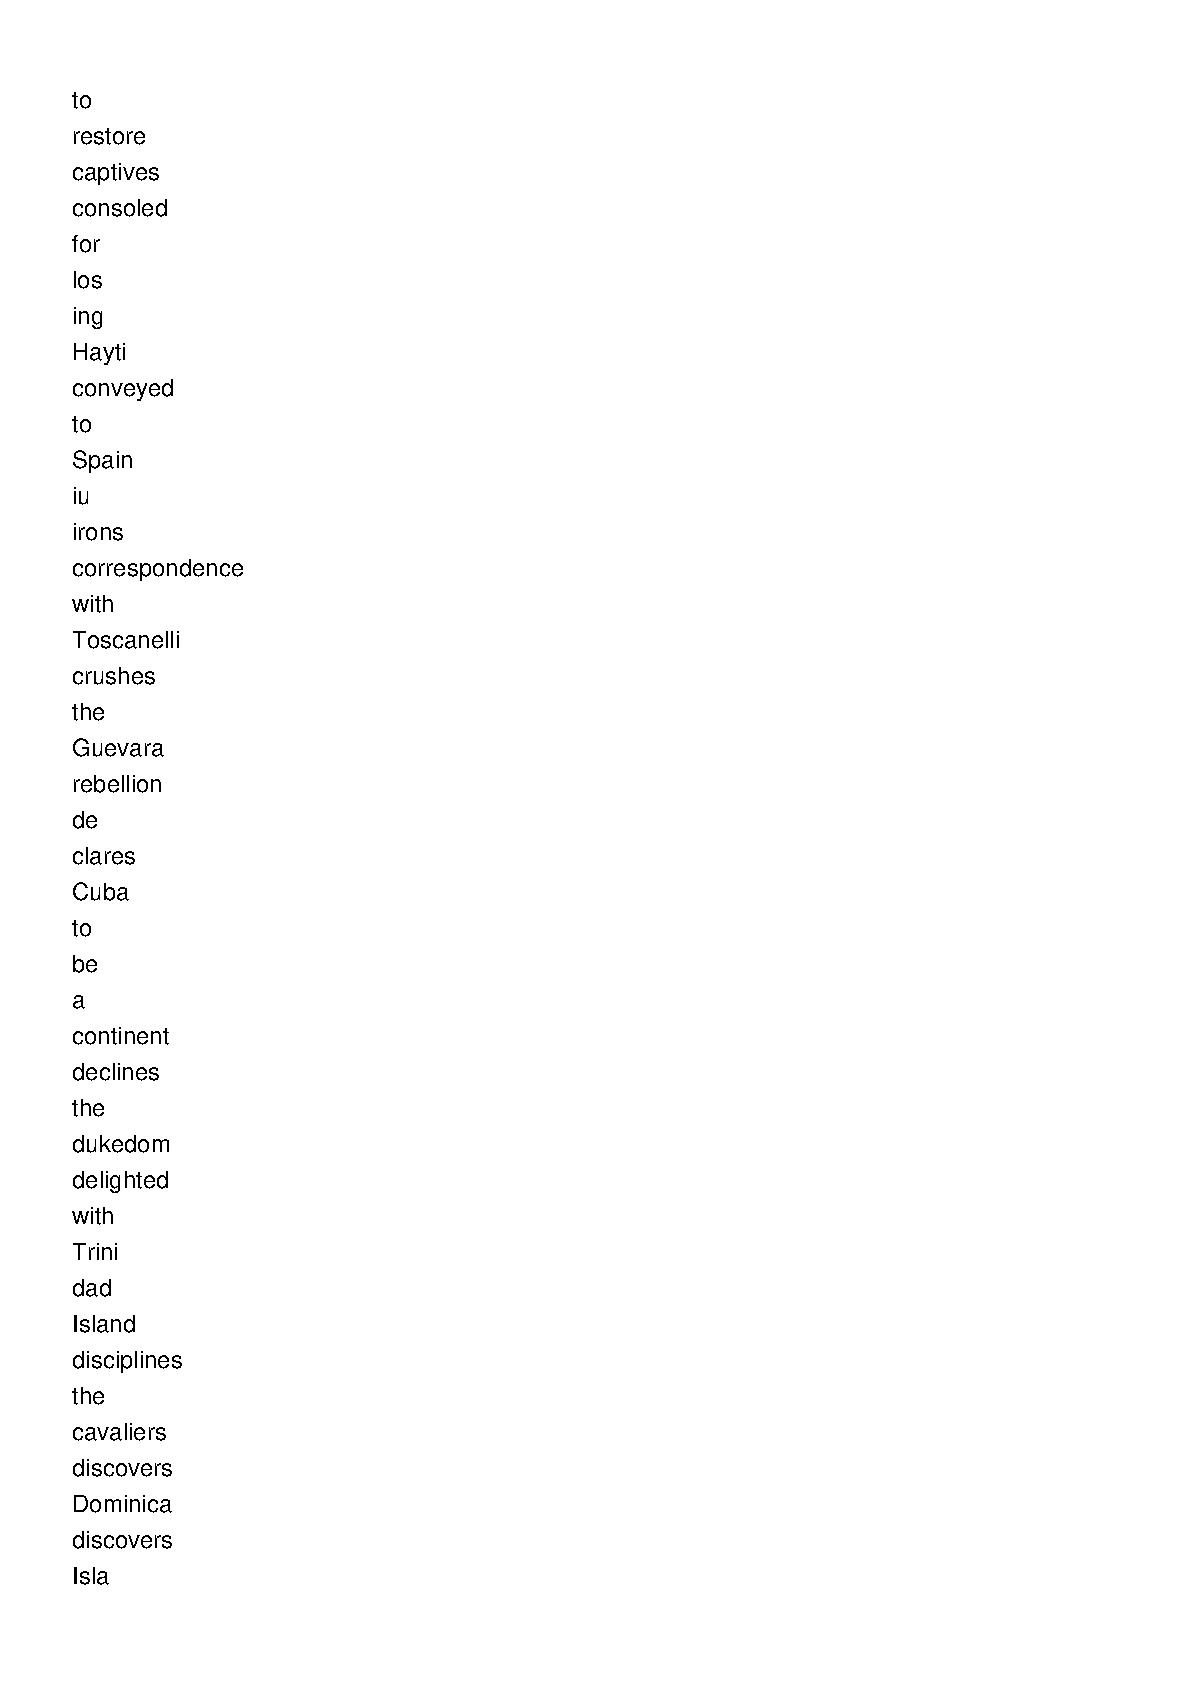 to
restore
captives
consoled
for
los
ing
Hayti
conveyed
to
Spain
iu
irons
correspondence
with
Toscanelli
crushes
the
Guevara
rebellion
de
clares
Cuba
to
be
a
continent
declines
the
dukedom
delighted
with
Trini
dad
Island
disciplines
the
cavaliers
discovers
Dominica
discovers
Isla